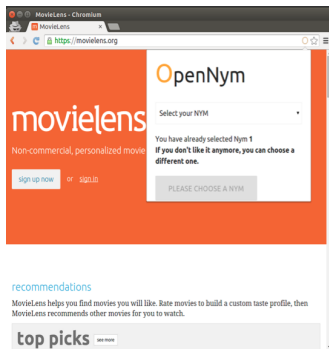 MovieLens - Chromium
MovieLens
https://movielens.org
OpenNym
Select your NYM
You have already selected Nym 1
If you don't like it anymore, you can choose a
different one.
PLEASE CHOOSE A NYM
movielens
Non-commercial, personalized movie
sign up now or sign in
recommendations
MovieLens helps you find movies you will like. Rate movies to build a custom taste profile, then
MovieLens recommends other movies for you to watch.
top picks see more